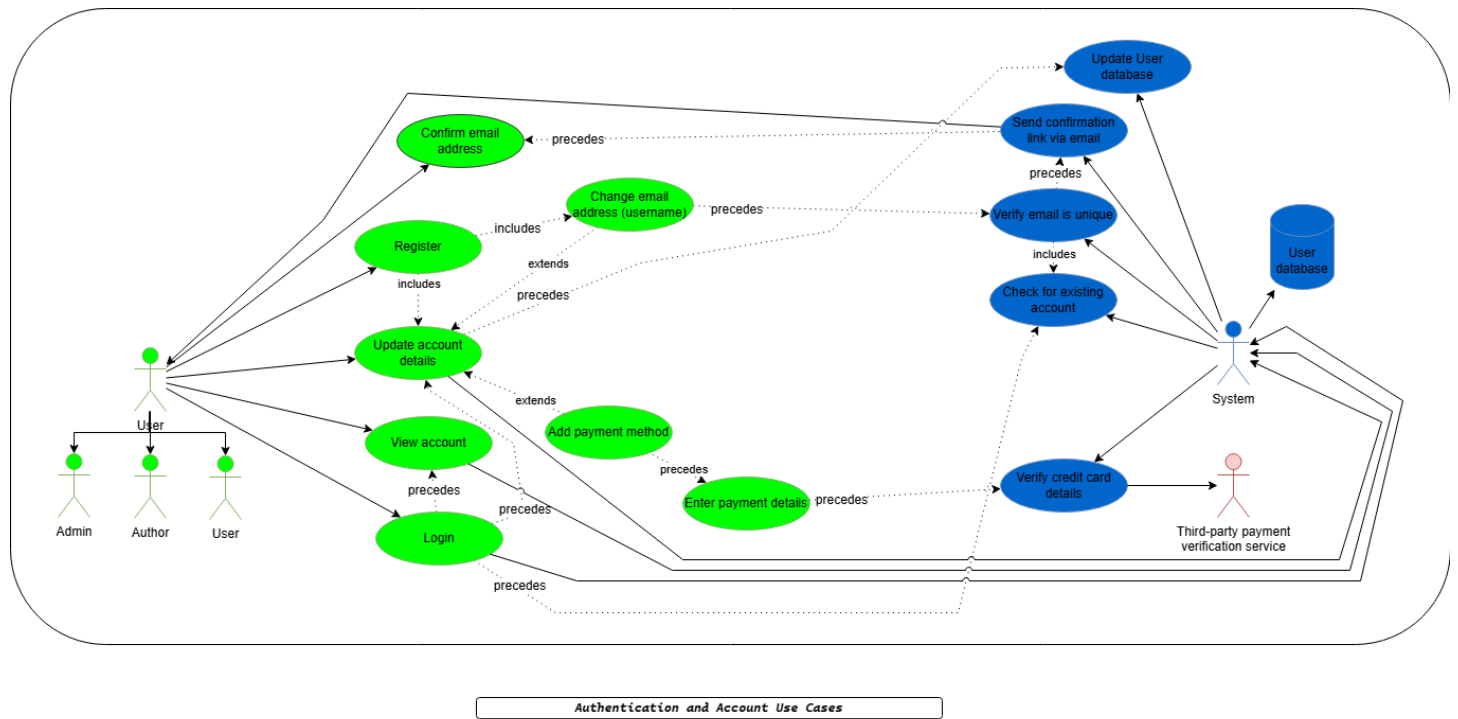 Update User
database
Confirm email
address
precedes
Send confirmation
link via email
precedes
Change email
address (username)
precedes
Verify email is unique
Register
includes
extends
includes
includes
User
database
precedes
Check for existing
account
Update account
details
User
System
extends
View account
Add payment method
precedes
precedes
Enter payment details
precedes
Verify credit card
details
precedes
Login
Admin
Author
User
Third-party payment
verification service
precedes
Authentication and Account Use Cases